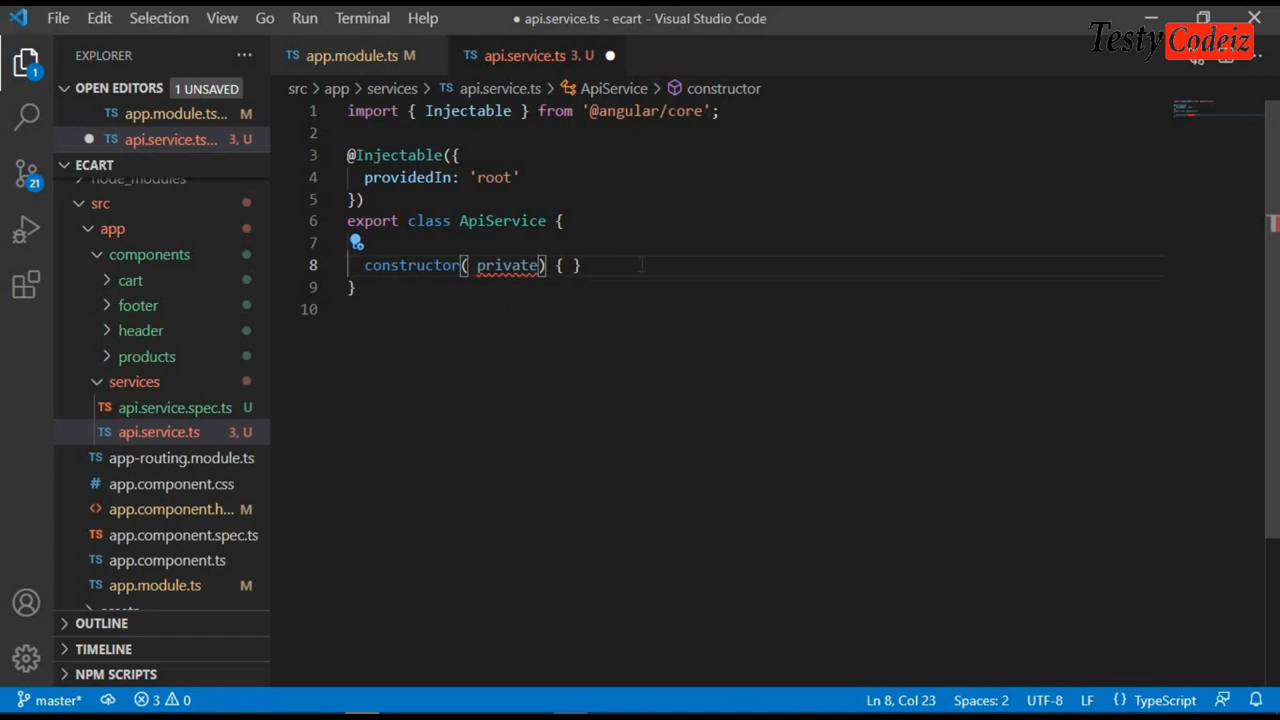 File Edit Selection View Go Run Terminal Help
● api.service.ts - ecart - Visual Studio Code
Testy Codeiz
EXPLORER ···
OPEN EDITORS 1 UNSAVED
TS app.module.ts... M
● TS api.service.ts... 3, U
ECART
node_modules
src
app
components
cart
footer
header
products
services
TS api.service.spec.ts U
TS api.service.ts 3, U
app-routing.module.ts
# app.component.css
<> app.component.h... M
TS app.component.spec.ts
TS app.component.ts
TS app.module.ts M
OUTLINE
TIMELINE
NPM SCRIPTS
1
21
TS app.module.ts M
TS api.service.ts 3, U ●
src > app > services > TS api.service.ts > ApiService > constructor
1 import { Injectable } from '@angular/core';
2
3 @Injectable({
4 providedIn: 'root'
5 })
6 export class ApiService {
7
8 constructor( private) { }
9 }
10
master* 3 0 Ln 8, Col 23 Spaces: 2 UTF-8 LF {} TypeScript